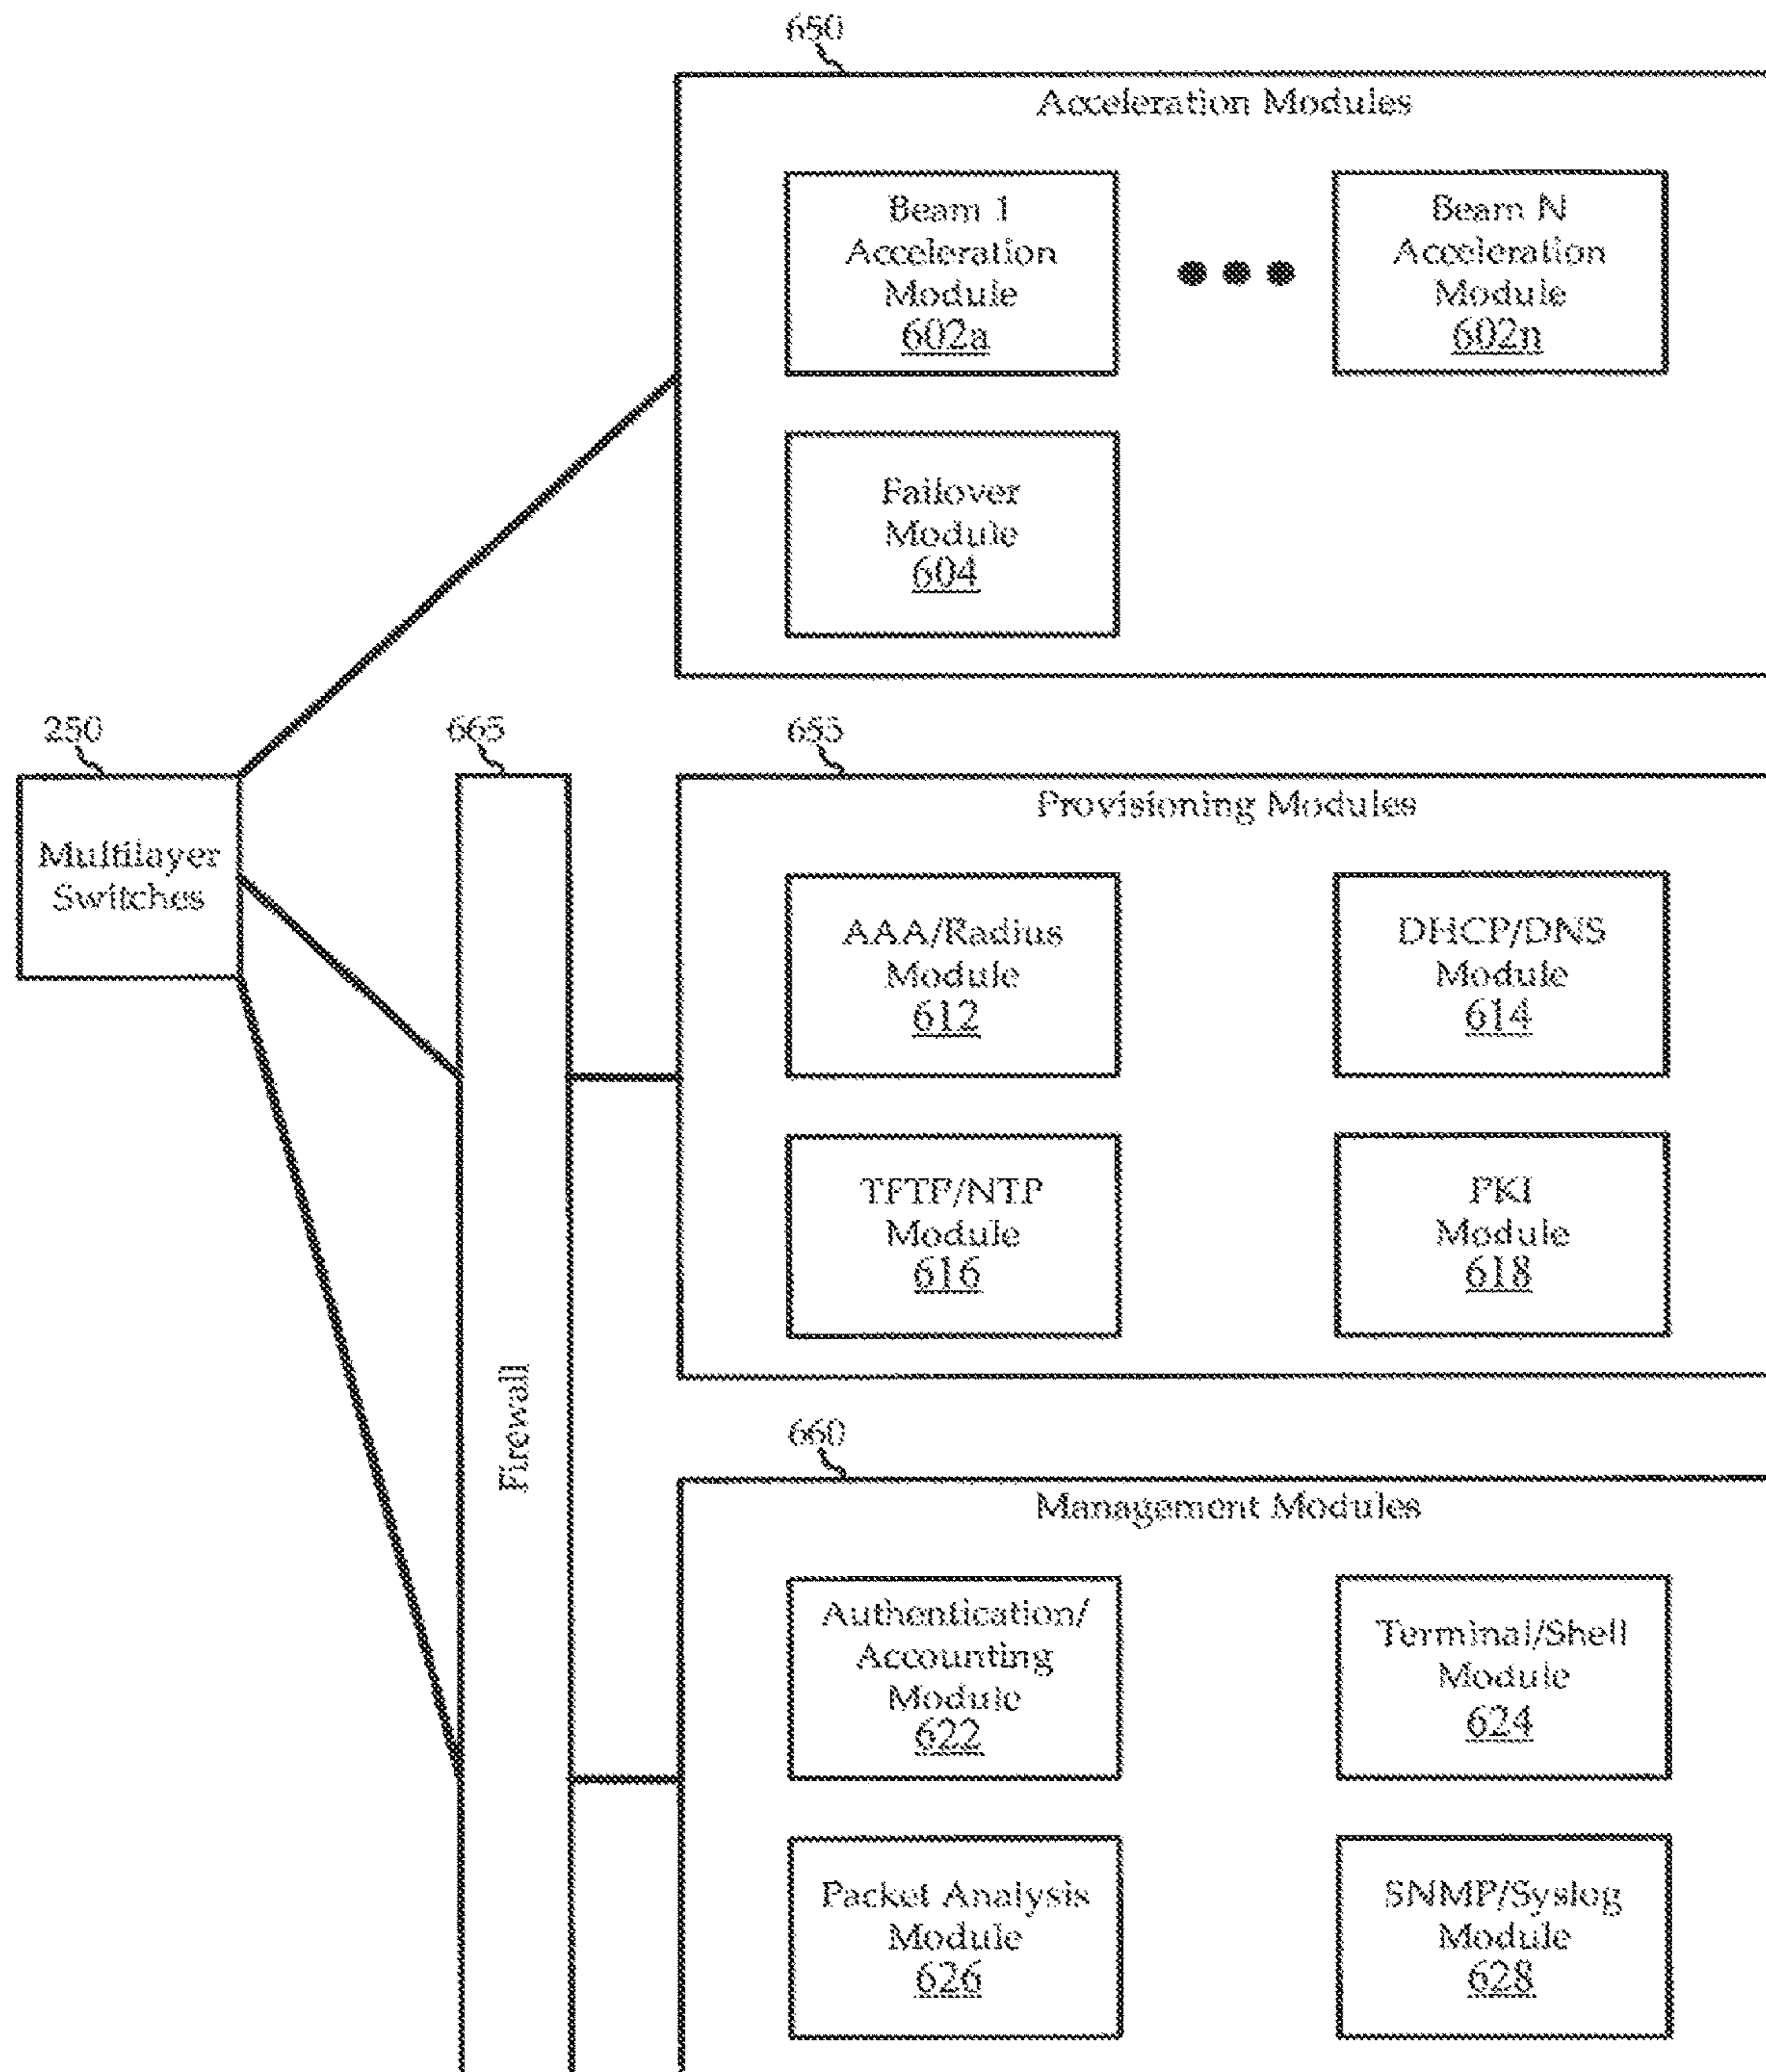 650
Acceleration Modules
Beam 1
Acceleration
Module
602a
Beam N
Acceleration
Module
602n
Failover
Module
604
250
Multilayer
Switches
665
Firewall
655
Provisioning Modules
AAA/Radius
Module
612
DHCP/DNS
Module
614
TFTP/NTP
Module
616
PKI
Module
618
660
Management Modules
Authentication/
Accounting
Module
622
Terminal/Shell
Module
624
Packet Analysis
Module
626
SNMP/Syslog
Module
628